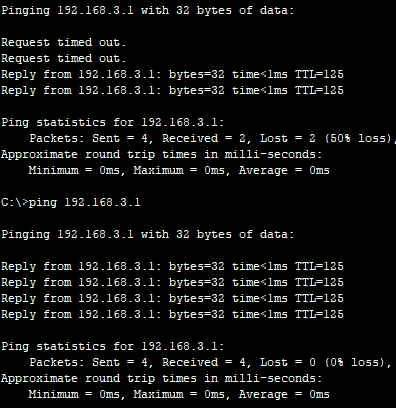 Pinging 192.168.3.1 with 32 bytes of data:
Request timed out.
Request timed out.
Reply from 192.168.3.1: bytes=32 time<1ms TTL=125
Reply from 192.168.3.1: bytes=32 time<1ms TTL=125
Ping statistics for 192.168.3.1:
Packets: Sent = 4, Received = 2, Lost = 2 (50% loss),
Approximate round trip times in milli-seconds:
Minimum = 0ms, Maximum = 0ms, Average = 0ms
C:\>ping 192.168.3.1
Pinging 192.168.3.1 with 32 bytes of data:
Reply from 192.168.3.1: bytes=32 time<1ms TTL=125
Reply from 192.168.3.1: bytes=32 time<1ms TTL=125
Reply from 192.168.3.1: bytes=32 time<1ms TTL=125
Reply from 192.168.3.1: bytes=32 time<1ms TTL=125
Ping statistics for 192.168.3.1:
Packets: Sent = 4, Received = 4, Lost = 0 (0% loss),
Approximate round trip times in milli-seconds:
Minimum = 0ms, Maximum = 0ms, Average = 0ms